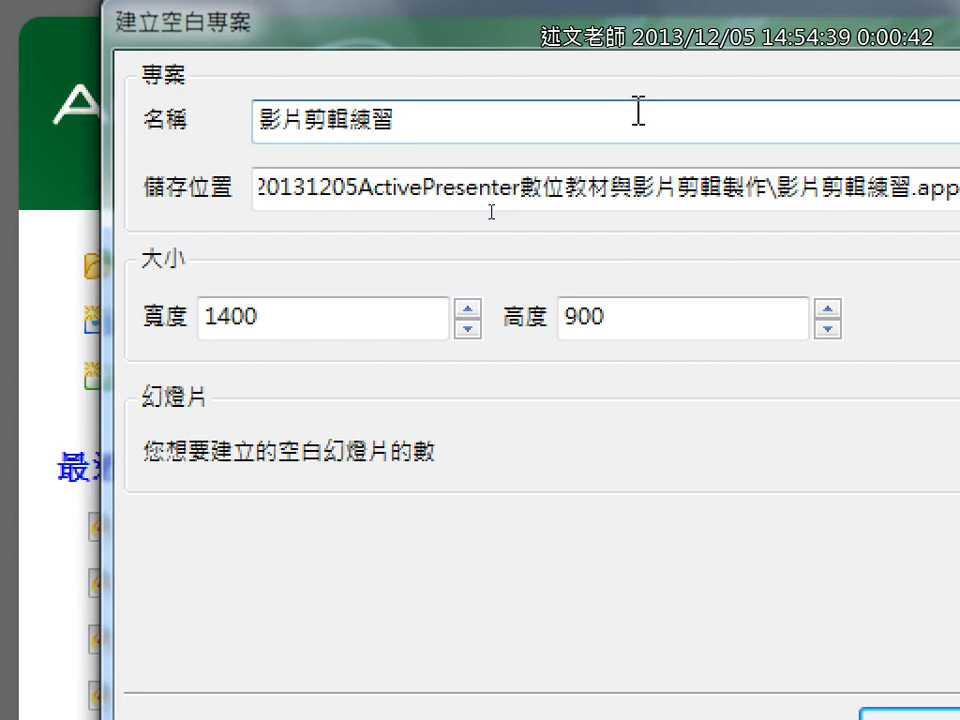 建立空白專案
述文老師 2013/12/05 14:54:39 0:00:42
A
專案
名稱 影片剪輯練習
儲存位置 20131205ActivePresenter數位教材與影片剪輯製作\影片剪輯練習.app
大小
寬度 1400 高度 900
幻燈片
您想要建立的空白幻燈片的數
最